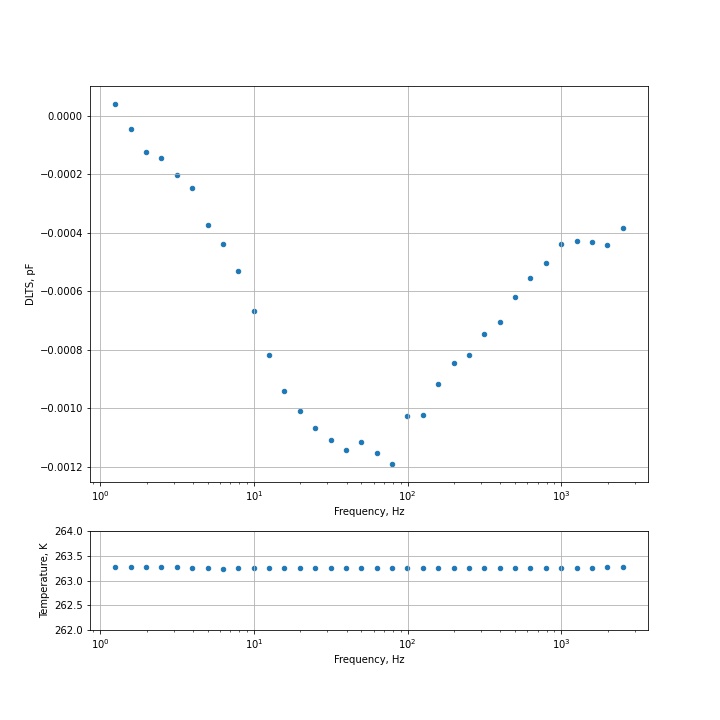 0.0000
−0.0002
−0.0004
−0.0006
−0.0008
−0.0010
−0.0012
DLTS, pF
10⁰ 10¹ 10² 10³
Frequency, Hz
264.0
263.5
263.0
262.5
262.0
Temperature, K
10⁰ 10¹ 10² 10³
Frequency, Hz